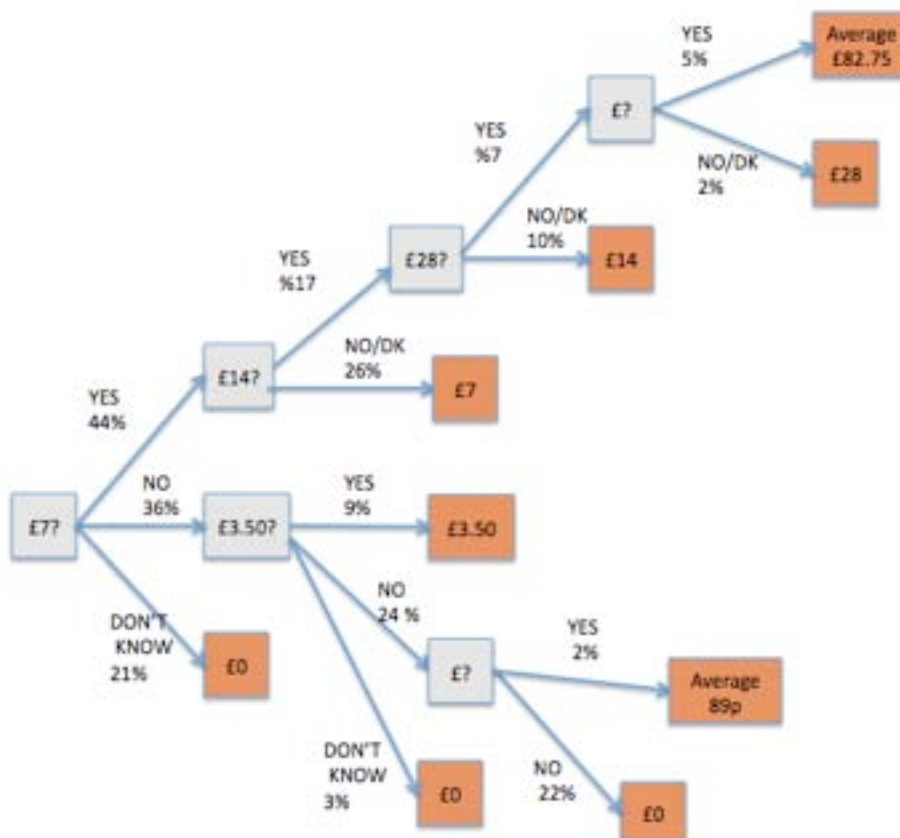 YES
5%
Average
£82.75
£?
YES
%7
NO/DK
2%
£28
NO/DK
10%
£28?
£14
YES
%17
NO/DK
26%
£14?
£7
YES
44%
NO
36%
YES
9%
£7?
£3.50?
£3.50
NO
24 %
DON'T
KNOW
21%
£0
£?
YES
2%
Average
89p
DON'T
KNOW
3%
£0
NO
22%
£0